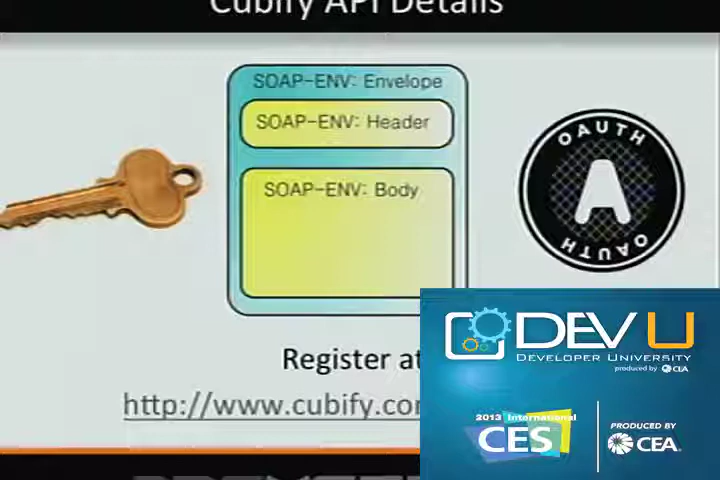 Cubify API Details
SOAP-ENV: Envelope
SOAP-ENV: Header
SOAP-ENV: Body
OAUTH
A
OAUTH
Register at
http://www.cubify.co
DEV U
DEVELOPER UNIVERSITY
produced by CEA
2013 International
CES
PRODUCED BY
CEA